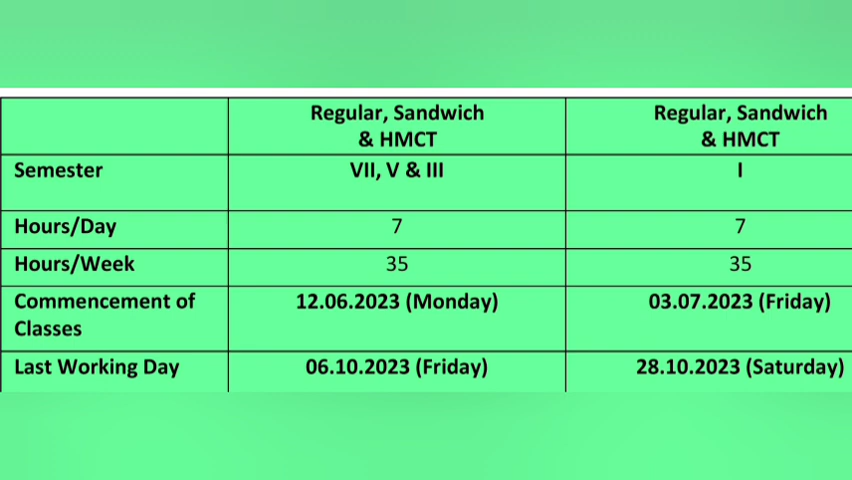 Regular, Sandwich
& HMCT
Regular, Sandwich
& HMCT
Semester
VII, V & III
I
Hours/Day
7
7
Hours/Week
35
35
Commencement of
Classes
12.06.2023 (Monday)
03.07.2023 (Friday)
Last Working Day
06.10.2023 (Friday)
28.10.2023 (Saturday)